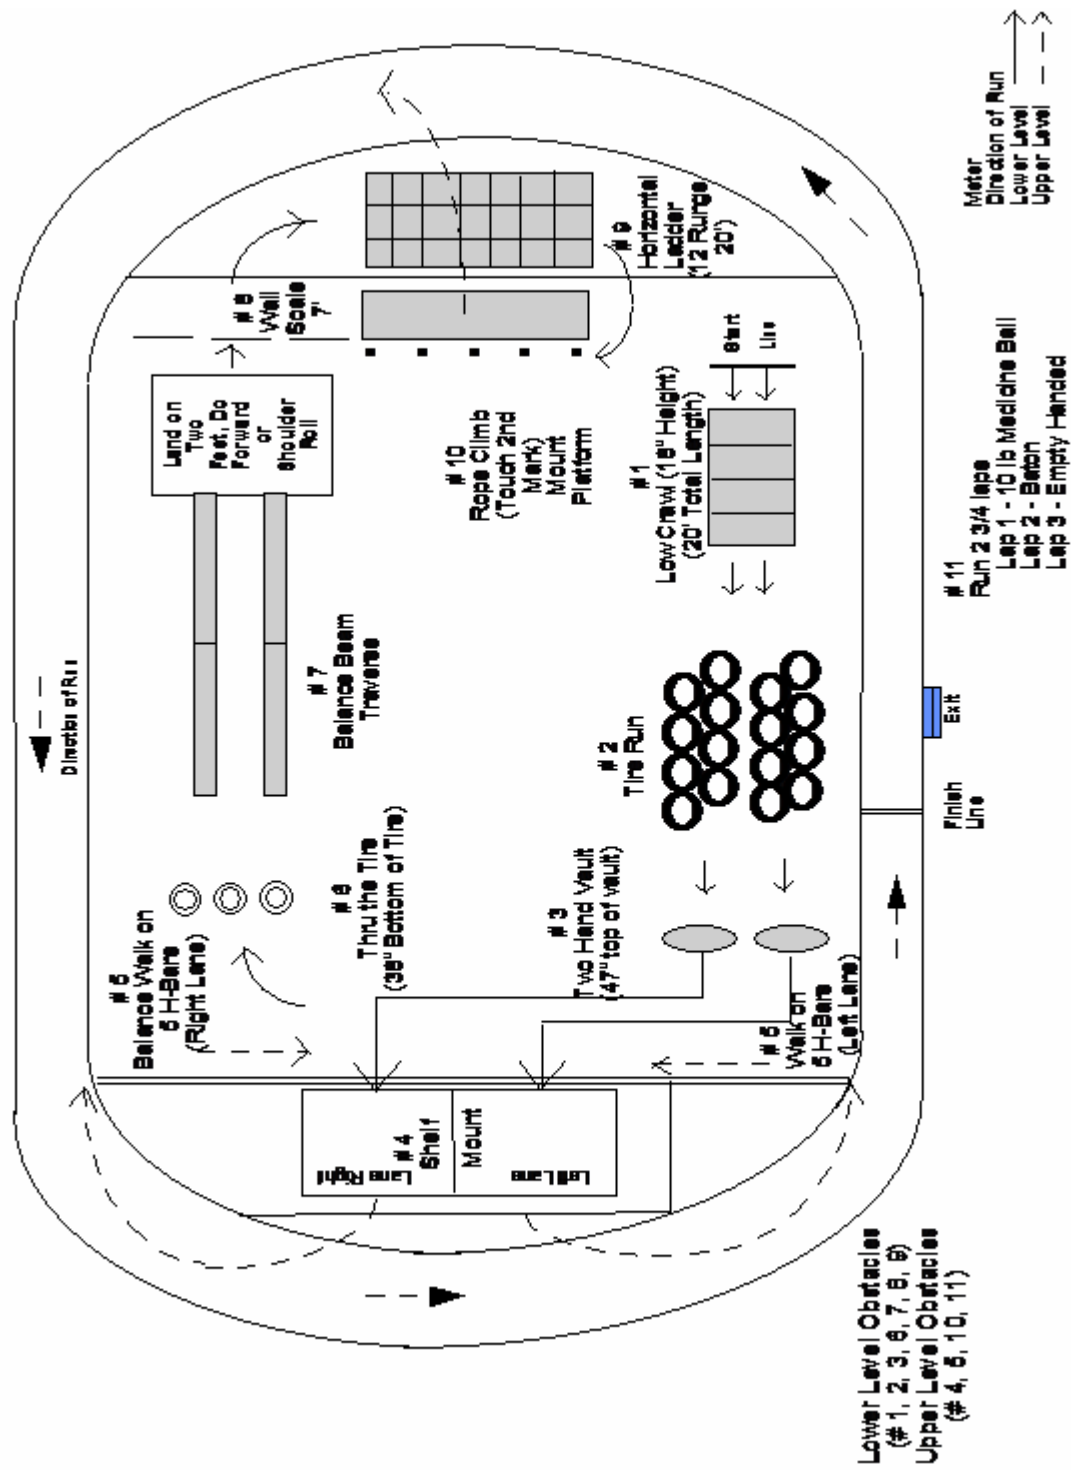 # 1
Low Crawl (18" Height)
(20' Total Length)
Start
Line
# 2
Tire Run
# 3
Two Hand Vault
(47" top of vault)
# 4
Shelf
Mount
Lane Right
Left Lane
# 5
Balance Walk on
5 H-Bars
(Right Lane)
# 5
Walk on
5 H-Bars
(Left Lane)
# 6
Thru the Tire
(38" Bottom of Tire)
# 7
Balance Beam
Traverse
Land on
Two
Feet, Do
Forward
or
Shoulder
Roll
# 8
Wall
Scale
7'
# 9
Horizontal
Ladder
(12 Rungs
20')
# 10
Rope Climb
(Touch 2nd
Mark)
Mount
Platform
# 11
Run 2 3/4 laps
Lap 1 - 10 lb Medicine Ball
Lap 2 - Baton
Lap 3 - Empty Handed
Direction of Run
Finish
Line
Exit
Lower Level Obstacles
(# 1, 2, 3, 6, 7, 8, 9)
Upper Level Obstacles
(# 4, 5, 10, 11)
Meter
Direction of Run
Lower Level
Upper Level